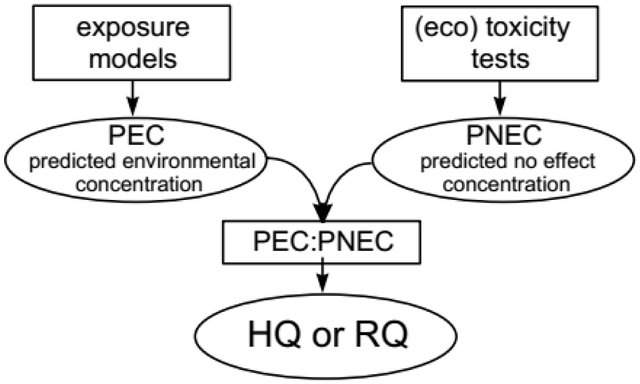 exposure
models
(eco) toxicity
tests
PEC
predicted environmental
concentration
PNEC
predicted no effect
concentration
PEC:PNEC
HQ or RQ